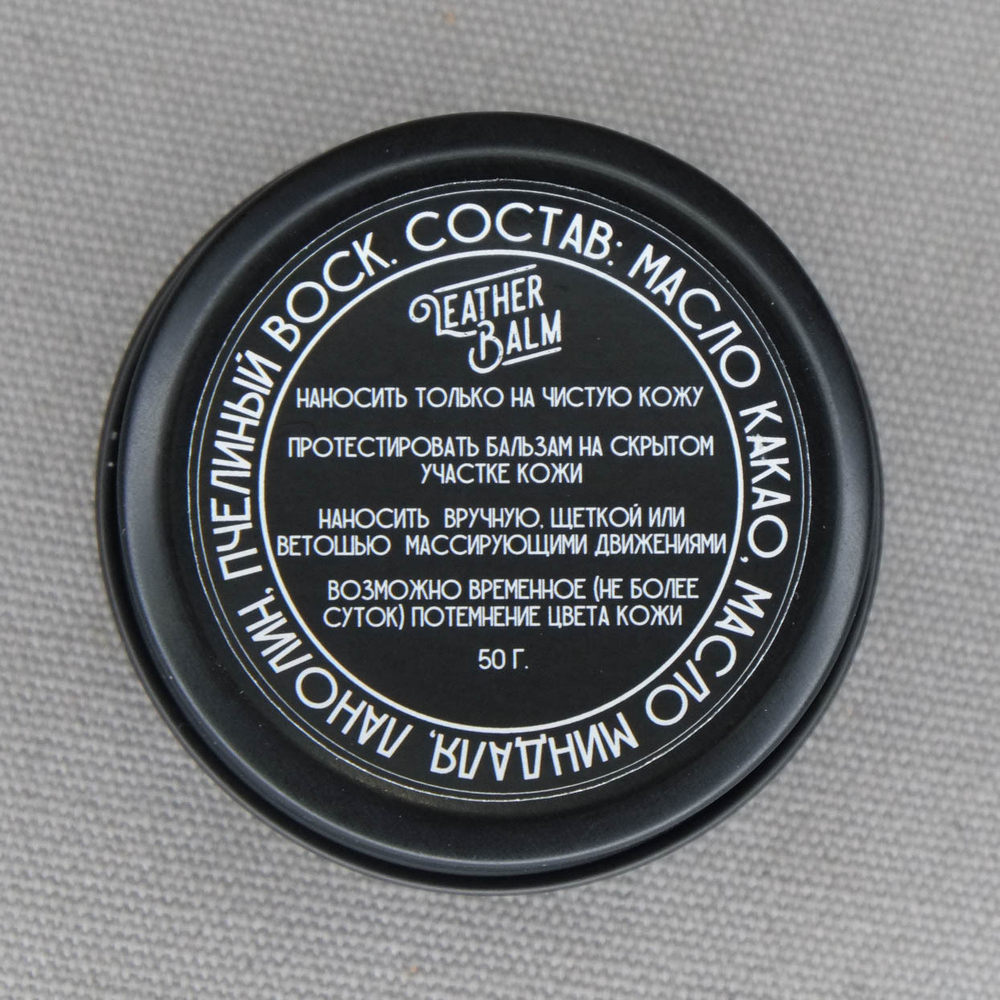 СОСТАВ: МАСЛО КАКАО, МАСЛО МИНДАЛЯ, ЛАНОЛИН, ПЧЕЛИНЫЙ ВОСК.
LEATHER
BALM
НАНОСИТЬ ТОЛЬКО НА ЧИСТУЮ КОЖУ
ПРОТЕСТИРОВАТЬ БАЛЬЗАМ НА СКРЫТОМ
УЧАСТКЕ КОЖИ
НАНОСИТЬ ВРУЧНУЮ, ЩЕТКОЙ ИЛИ
ВЕТОШЬЮ МАССИРУЮЩИМИ ДВИЖЕНИЯМИ
ВОЗМОЖНО ВРЕМЕННОЕ (НЕ БОЛЕЕ
СУТОК) ПОТЕМНЕНИЕ ЦВЕТА КОЖИ
50 Г.